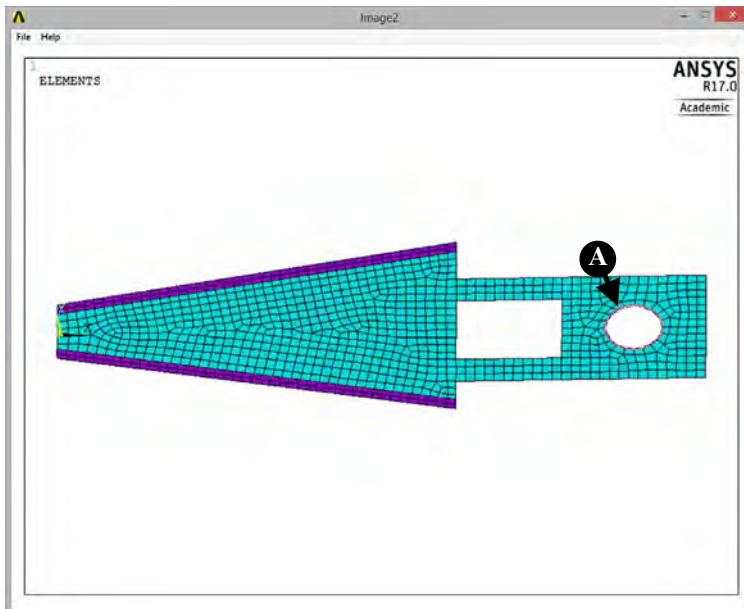 Image2
File Help
1
ELEMENTS
ANSYS
R17.0
Academic
A
X